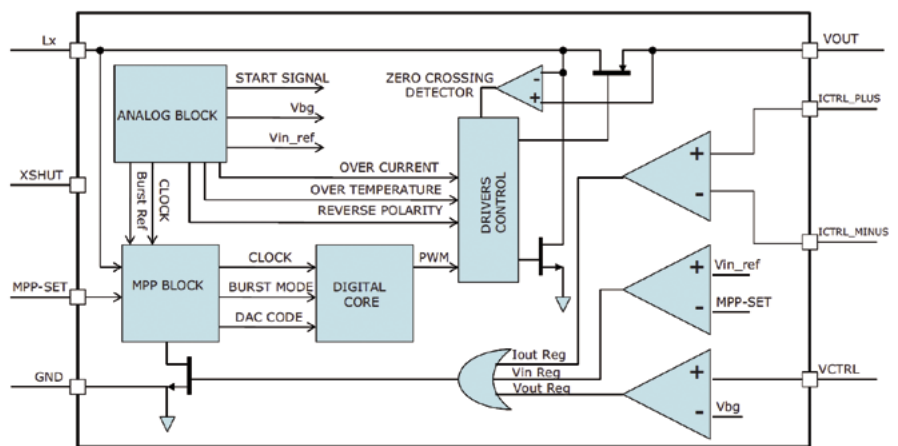 Lx
VOUT
START SIGNAL
ZERO CROSSING
DETECTOR
-
+
ANALOG BLOCK
Vbg
Vin_ref
ICTRL_PLUS
XSHUT
Burst Ref
CLOCK
OVER CURRENT
OVER TEMPERATURE
REVERSE POLARITY
DRIVERS
CONTROL
+
-
ICTRL_MINUS
MPP-SET
MPP BLOCK
CLOCK
BURST MODE
DAC CODE
DIGITAL
CORE
PWM
+
Vin_ref
-
MPP-SET
GND
Iout Reg
Vin Reg
Vout Reg
+
-
Vbg
VCTRL